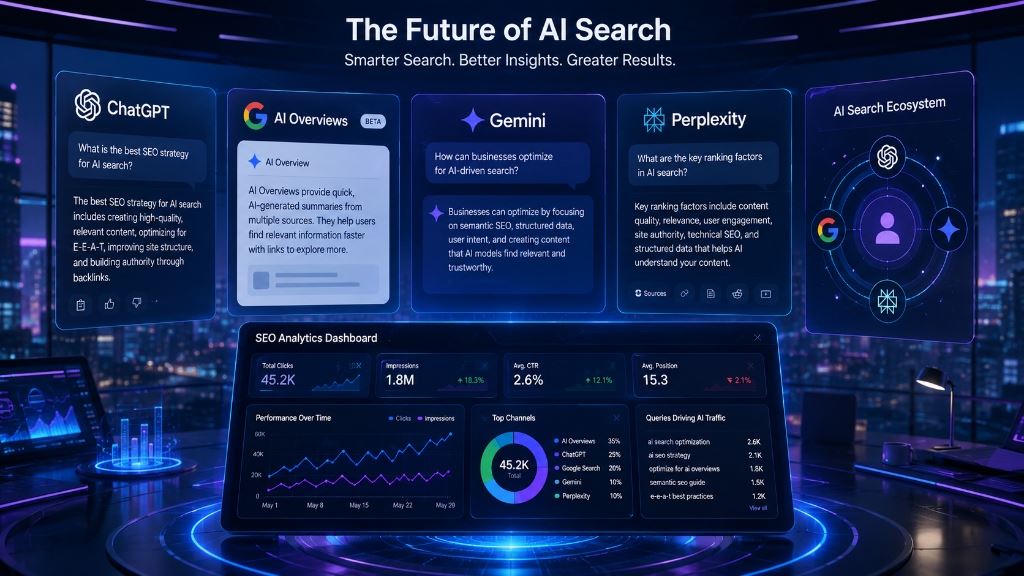 The Future of AI Search
Smarter Search. Better Insights. Greater Results.
ChatGPT
What is the best SEO strategy
for AI search?
The best SEO strategy for AI search
includes creating high-quality,
relevant content, optimizing for
E-E-A-T, improving site structure,
and building authority through
backlinks.
AI Overviews
BETA
AI Overview
AI Overviews provide quick,
AI-generated summaries from
multiple sources. They help users
find relevant information faster
with links to explore more.
Gemini
How can businesses optimize
for AI-driven search?
Businesses can optimize by focusing
on semantic SEO, structured data,
user intent, and creating content
that AI models find relevant and
trustworthy.
Perplexity
What are the key ranking factors
in AI search?
Key ranking factors include content
quality, relevance, user engagement,
site authority, technical SEO, and
structured data that helps AI
understand your content.
Sources
AI Search Ecosystem
SEO Analytics Dashboard
Total Clicks
45.2K
Impressions
1.8M
+18.3%
Avg. CTR
2.6%
+12.1%
Avg. Position
15.3
2.1%
Performance Over Time
Clicks
Impressions
60K
40K
20K
0
May 1
May 8
May 15
May 22
May 29
Top Channels
45.2K
Total
AI Overviews 35%
ChatGPT 25%
Google Search 20%
Gemini 10%
Perplexity 10%
Queries Driving AI Traffic
ai search optimization 2.6K
ai seo strategy 2.1K
optimize for ai overviews 1.8K
semantic seo guide 1.5K
e-e-a-t best practices 1.2K
View all